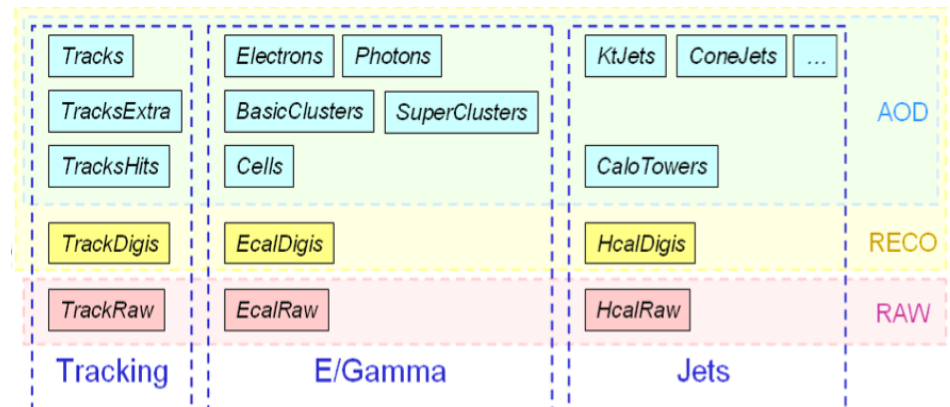 Tracks Electrons Photons KtJets ConeJets ...
TracksExtra BasicClusters SuperClusters AOD
TracksHits Cells CaloTowers
TrackDigis EcalDigis HcalDigis RECO
TrackRaw EcalRaw HcalRaw RAW
Tracking E/Gamma Jets